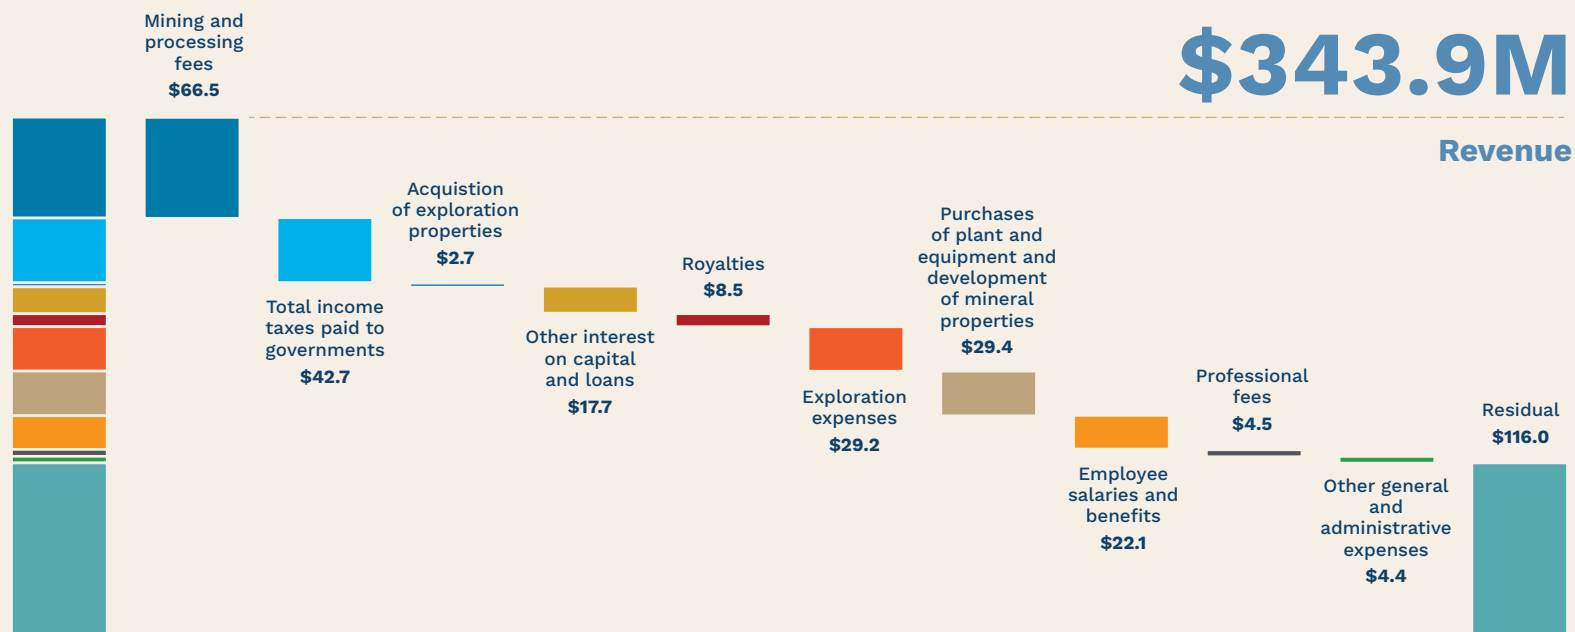 Mining and
processing
fees
$66.5
$343.9M
Revenue
Total income
taxes paid to
governments
$42.7
Acquistion
of exploration
properties
$2.7
Other interest
on capital
and loans
$17.7
Royalties
$8.5
Exploration
expenses
$29.2
Purchases
of plant and
equipment and
development
of mineral
properties
$29.4
Employee
salaries and
benefits
$22.1
Professional
fees
$4.5
Other general
and
administrative
expenses
$4.4
Residual
$116.0